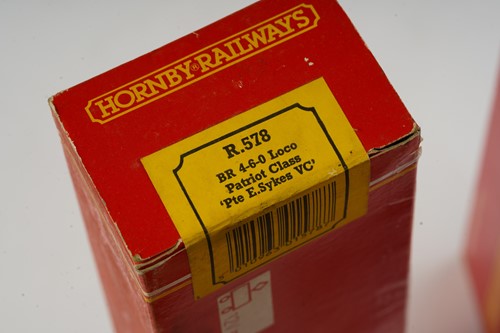 HORNBY® RAILWAYS
R.578
BR 4-6-0 Loco
Patriot Class
'Pte E.Sykes VC'